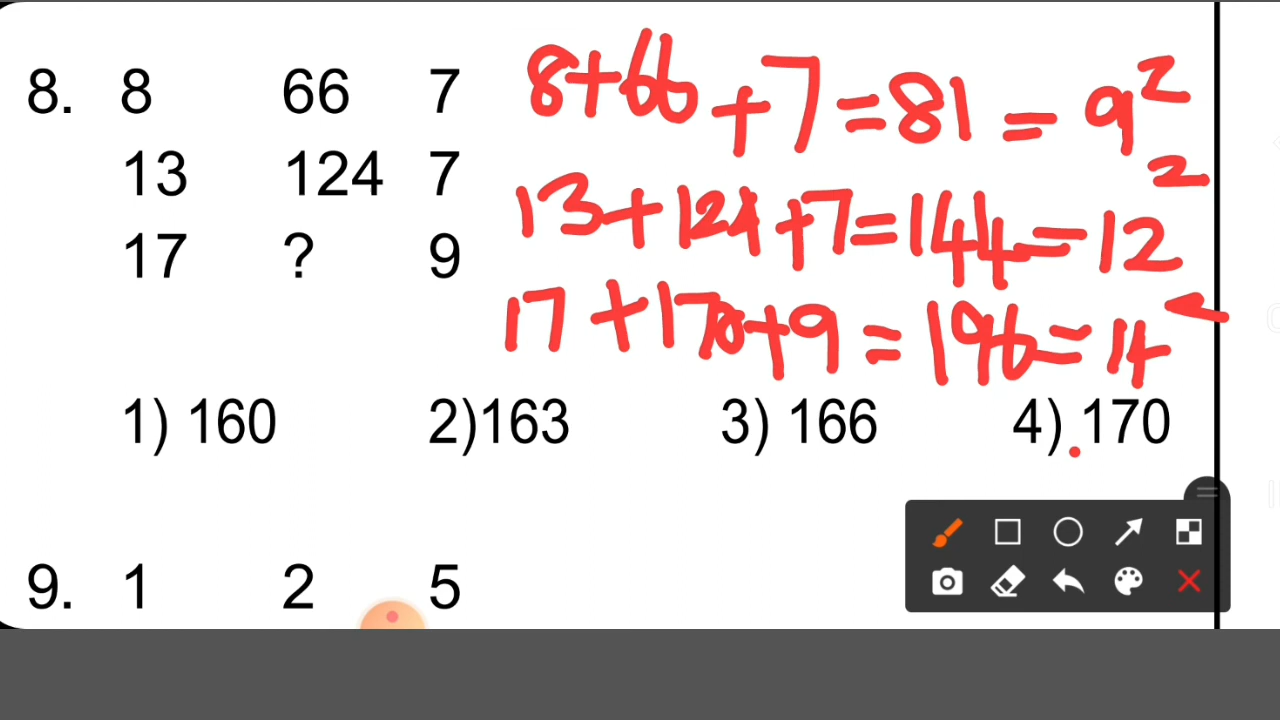 8. 8 66 7 8+66+7=81=9²
13 124 7 13+124+7=144=12²
17 ? 9 17+170+9=196=14²
1) 160 2)163 3) 166 4) 170
9. 1 2 5